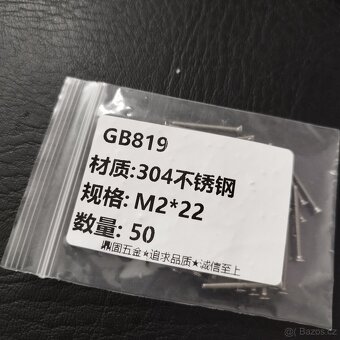 GB819
材质:304不锈钢
规格: M2*22
数量: 50
鼎固五金★追求品质★诚信至上